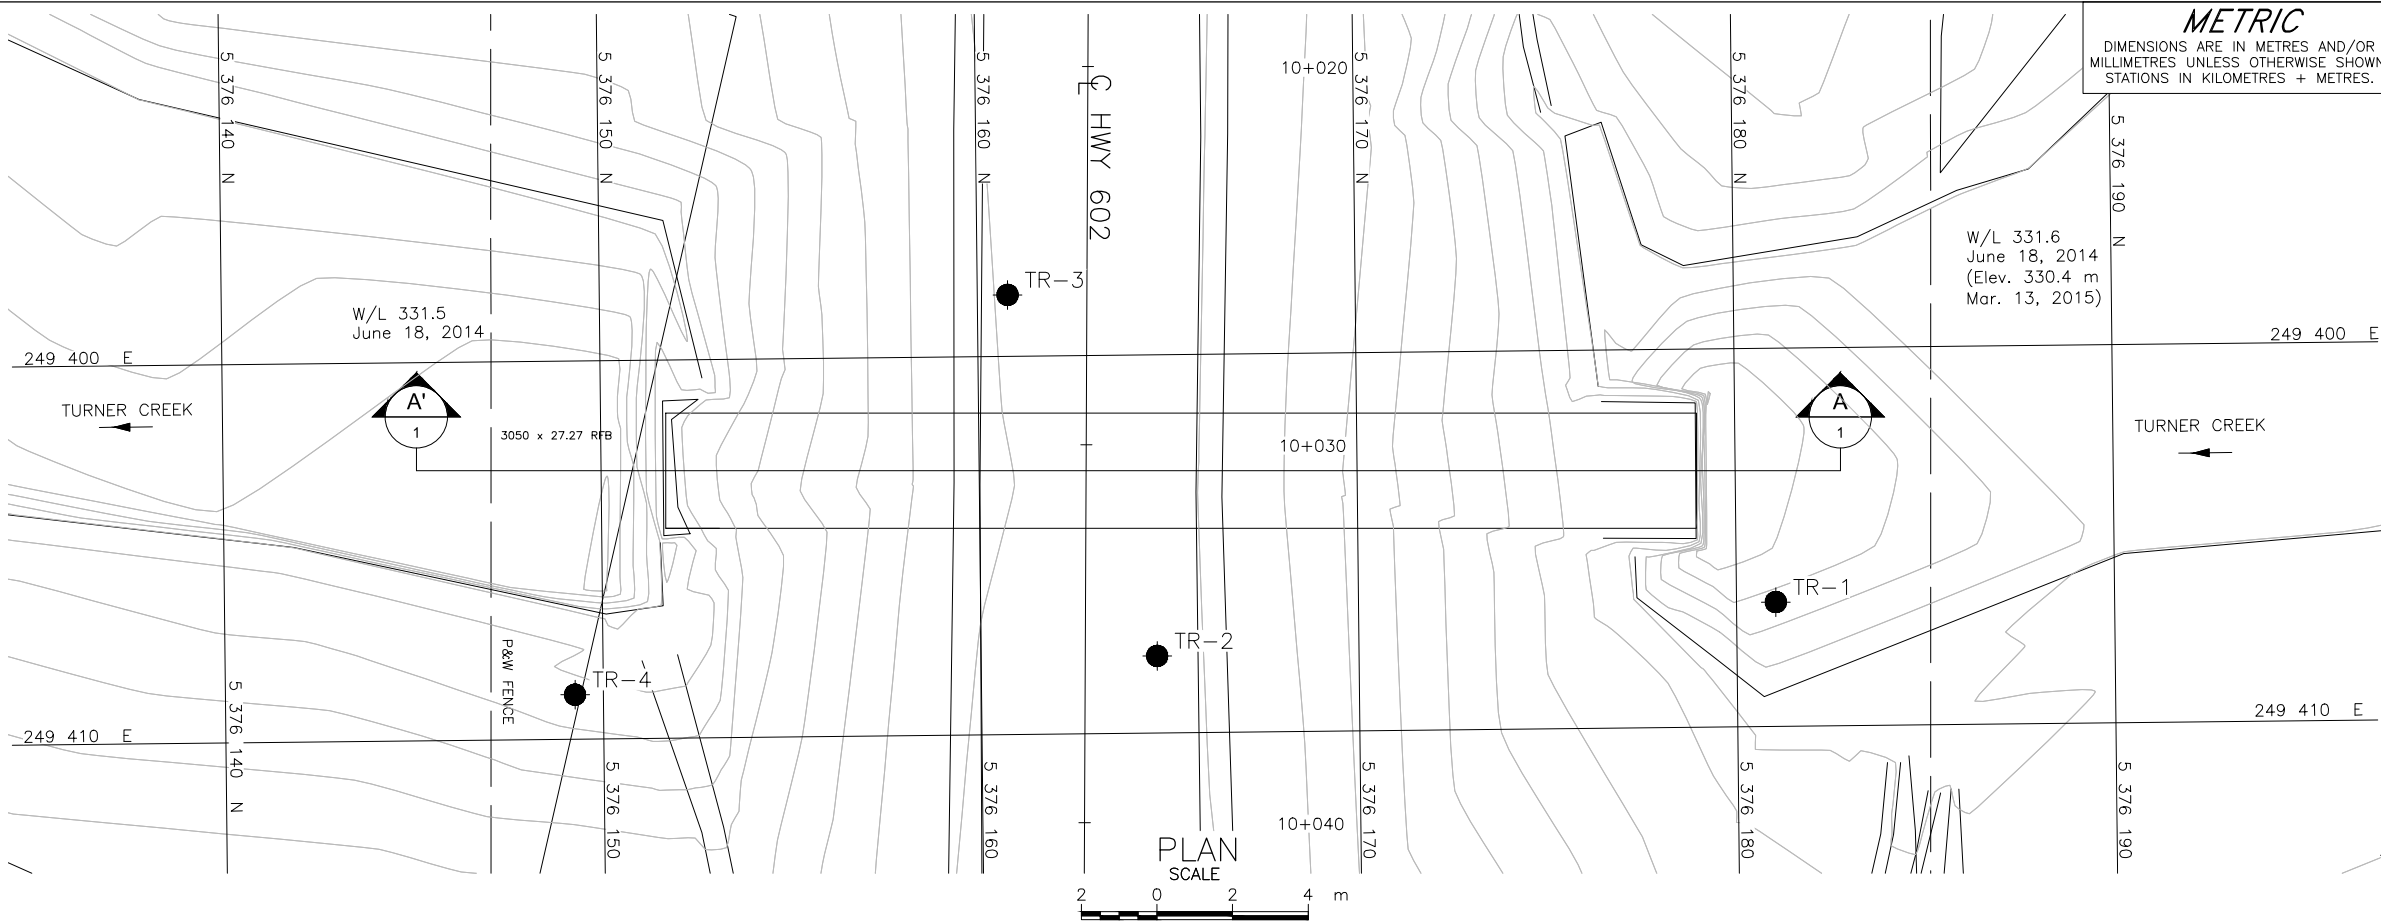 METRIC
DIMENSIONS ARE IN METRES AND/OR
MILLIMETRES UNLESS OTHERWISE SHOWN
STATIONS IN KILOMETRES + METRES.
5 376 140 N
5 376 150 N
5 376 160 N
℄ HWY 602
10+020
5 376 170 N
5 376 180 N
5 376 190 N
W/L 331.6
June 18, 2014
(Elev. 330.4 m
Mar. 13, 2015)
TR-3
W/L 331.5
June 18, 2014
249 400 E
249 400 E
TURNER CREEK
A'
1
3050 x 27.27 RFB
10+030
A
1
TURNER CREEK
TR-1
TR-2
P&W FENCE
TR-4
249 410 E
249 410 E
5 376 140 N
5 376 150
5 376 160
5 376 170
5 376 180
5 376 190
10+040
PLAN
SCALE
2 0 2 4 m